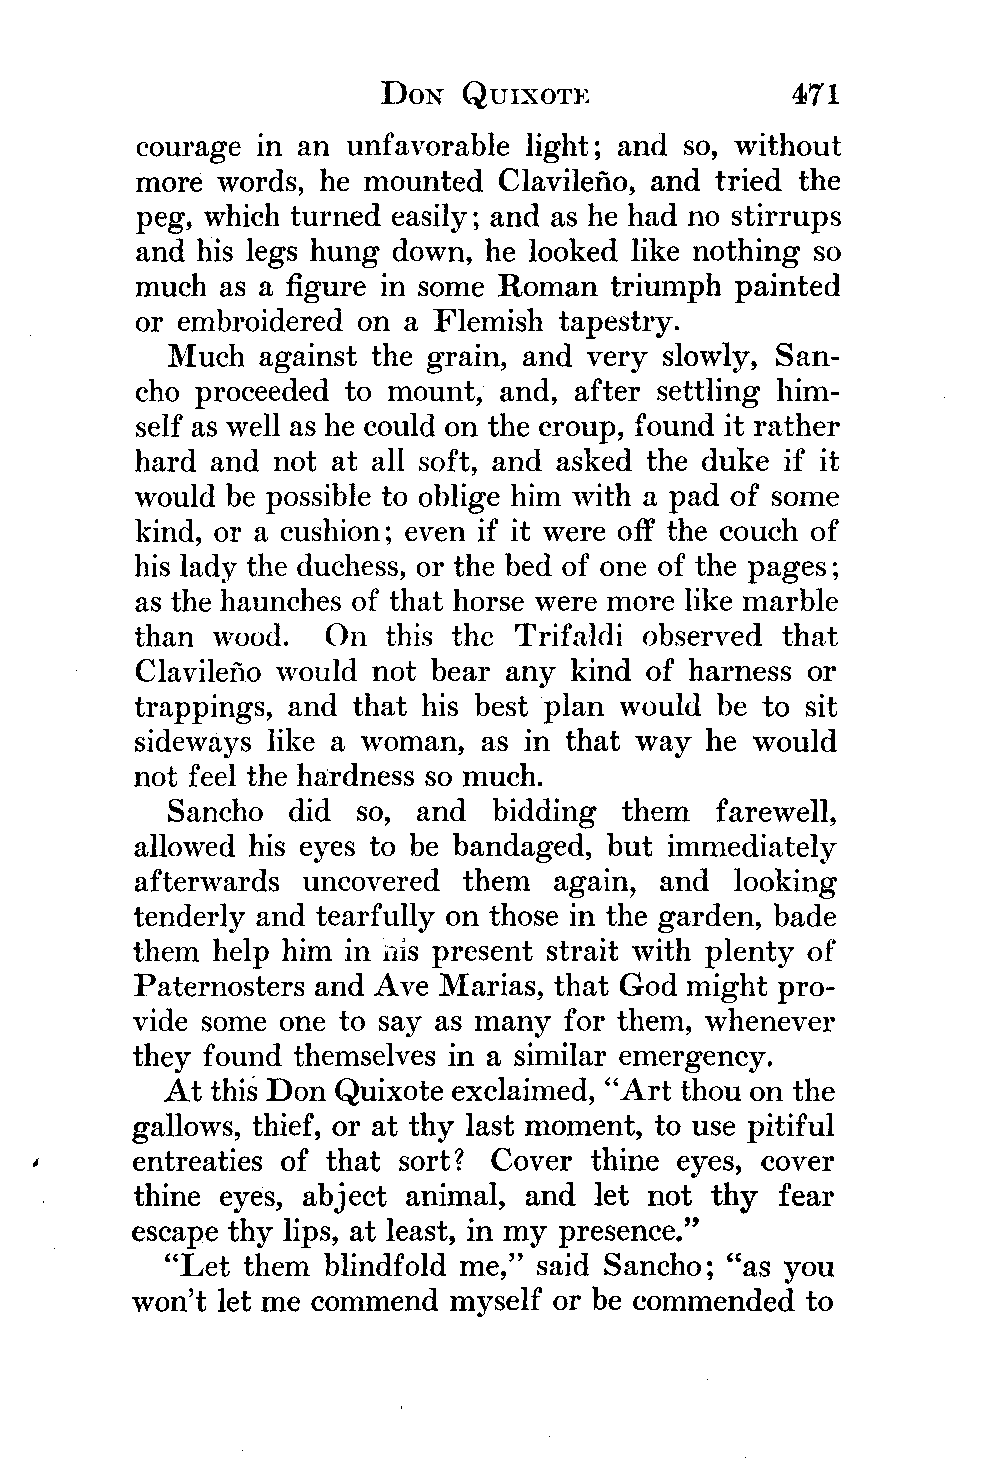 DON QUIXOTE 471
courage in an unfavorable light; and so, without
more words, he mounted Clavileño, and tried the
peg, which turned easily; and as he had no stirrups
and his legs hung down, he looked like nothing so
much as a figure in some Roman triumph painted
or embroidered on a Flemish tapestry.
Much against the grain, and very slowly, San-
cho proceeded to mount, and, after settling him-
self as well as he could on the croup, found it rather
hard and not at all soft, and asked the duke if it
would be possible to oblige him with a pad of some
kind, or a cushion; even if it were off the couch of
his lady the duchess, or the bed of one of the pages;
as the haunches of that horse were more like marble
than wood. On this the Trifaldi observed that
Clavileño would not bear any kind of harness or
trappings, and that his best plan would be to sit
sideways like a woman, as in that way he would
not feel the hardness so much.
Sancho did so, and bidding them farewell,
allowed his eyes to be bandaged, but immediately
afterwards uncovered them again, and looking
tenderly and tearfully on those in the garden, bade
them help him in his present strait with plenty of
Paternosters and Ave Marias, that God might pro-
vide some one to say as many for them, whenever
they found themselves in a similar emergency.
At this Don Quixote exclaimed, “Art thou on the
gallows, thief, or at thy last moment, to use pitiful
entreaties of that sort? Cover thine eyes, cover
thine eyes, abject animal, and let not thy fear
escape thy lips, at least, in my presence.”
“Let them blindfold me,” said Sancho; “as you
won't let me commend myself or be commended to